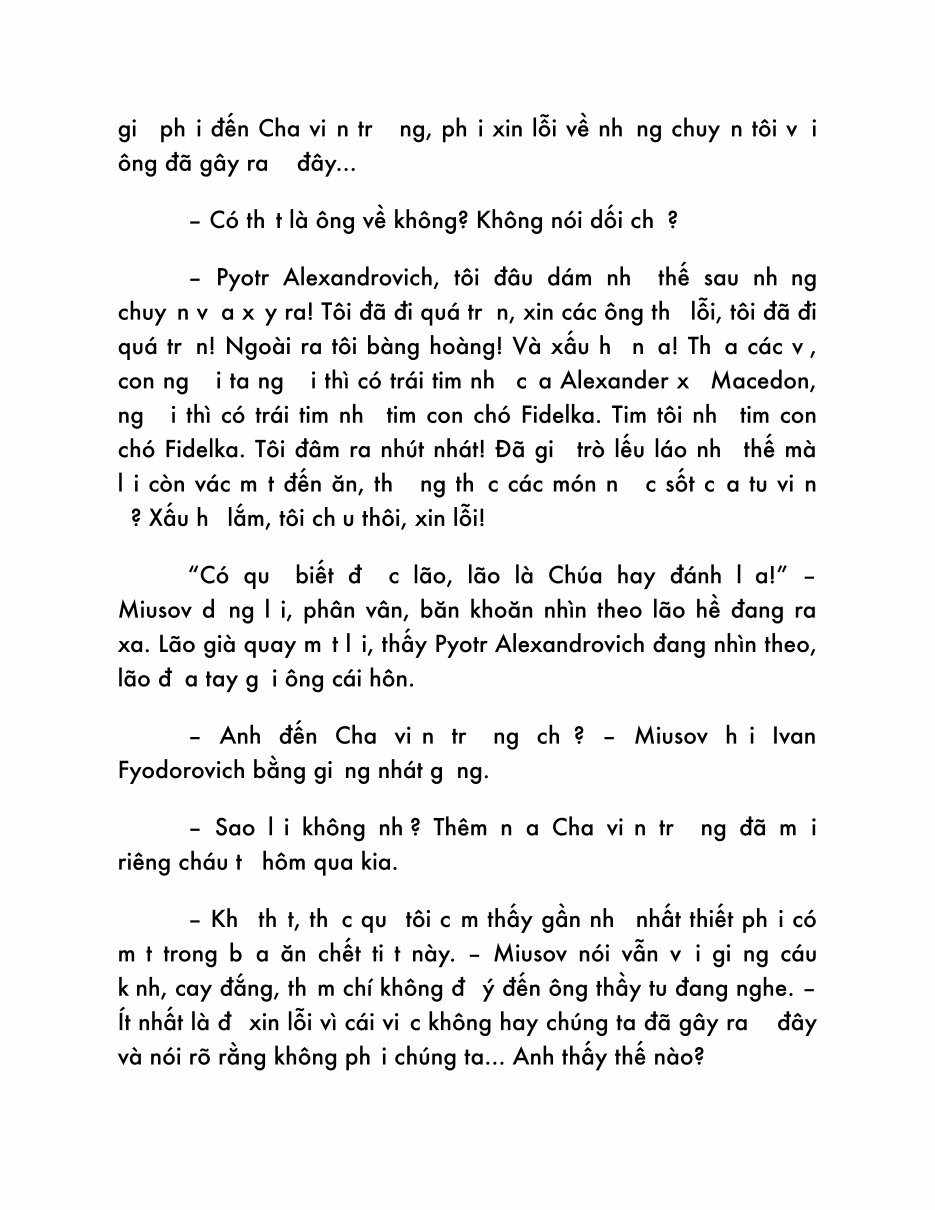 gi ph i đến Cha vi n tr ng, ph i xin lỗi về nh ng chuy n tôi v i
ông đã gây ra đây...
– Có th t là ông về không? Không nói dối ch ?
– Pyotr Alexandrovich, tôi đâu dám nh thế sau nh ng
chuy n v a x y ra! Tôi đã đi quá tr n, xin các ông th lỗi, tôi đã đi
quá tr n! Ngoài ra tôi bàng hoàng! Và xấu h n a! Th a các v ,
con ng i ta ng i thì có trái tim nh c a Alexander x Macedon,
ng i thì có trái tim nh tim con chó Fidelka. Tim tôi nh tim con
chó Fidelka. Tôi đâm ra nhút nhát! Đã gi trò lếu láo nh thế mà
l i còn vác m t đến ăn, th ng th c các món n c sốt c a tu vi n
? Xấu h lắm, tôi ch u thôi, xin lỗi!
“Có qu biết đ c lão, lão là Chúa hay đánh l a!” –
Miusov d ng l i, phân vân, băn khoăn nhìn theo lão hề đang ra
xa. Lão già quay m t l i, thấy Pyotr Alexandrovich đang nhìn theo,
lão đ a tay g i ông cái hôn.
– Anh đến Cha vi n tr ng ch ? – Miusov h i Ivan
Fyodorovich bằng gi ng nhát g ng.
– Sao l i không nh ? Thêm n a Cha vi n tr ng đã m i
riêng cháu t hôm qua kia.
– Kh th t, th c qu tôi c m thấy gần nh nhất thiết ph i có
m t trong b a ăn chết ti t này. – Miusov nói vẫn v i gi ng cáu
k nh, cay đắng, th m chí không đ ý đến ông thầy tu đang nghe. –
Ít nhất là đ xin lỗi vì cái vi c không hay chúng ta đã gây ra đây
và nói rõ rằng không ph i chúng ta... Anh thấy thế nào?